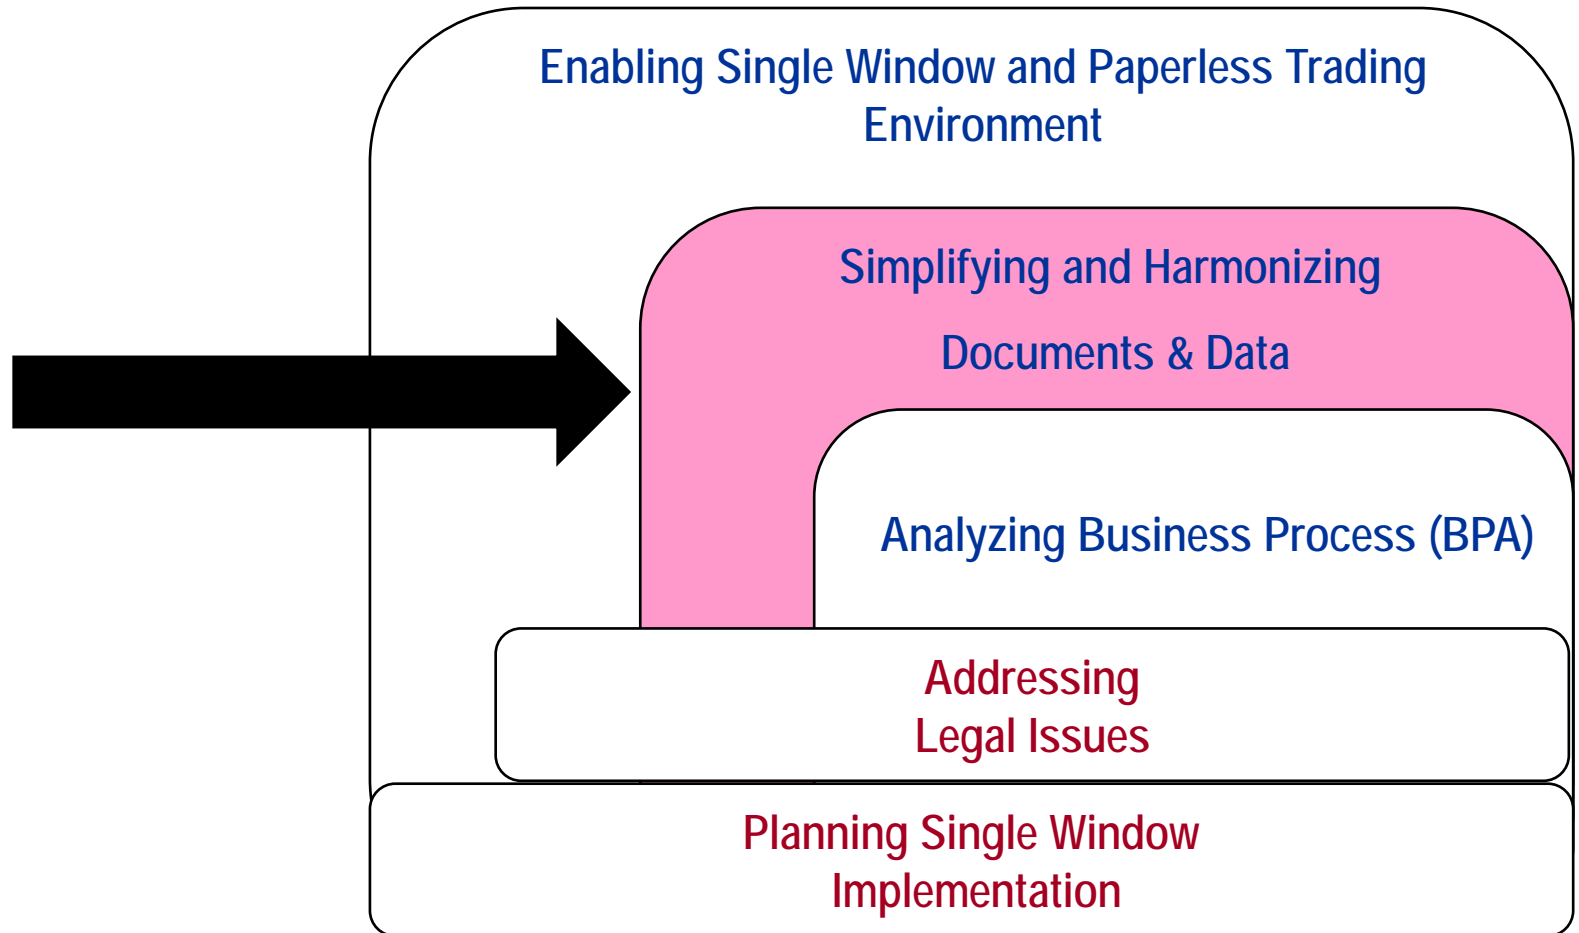 Enabling Single Window and Paperless Trading
Environment
Simplifying and Harmonizing
Documents & Data
Analyzing Business Process (BPA)
Addressing
Legal Issues
Planning Single Window
Implementation